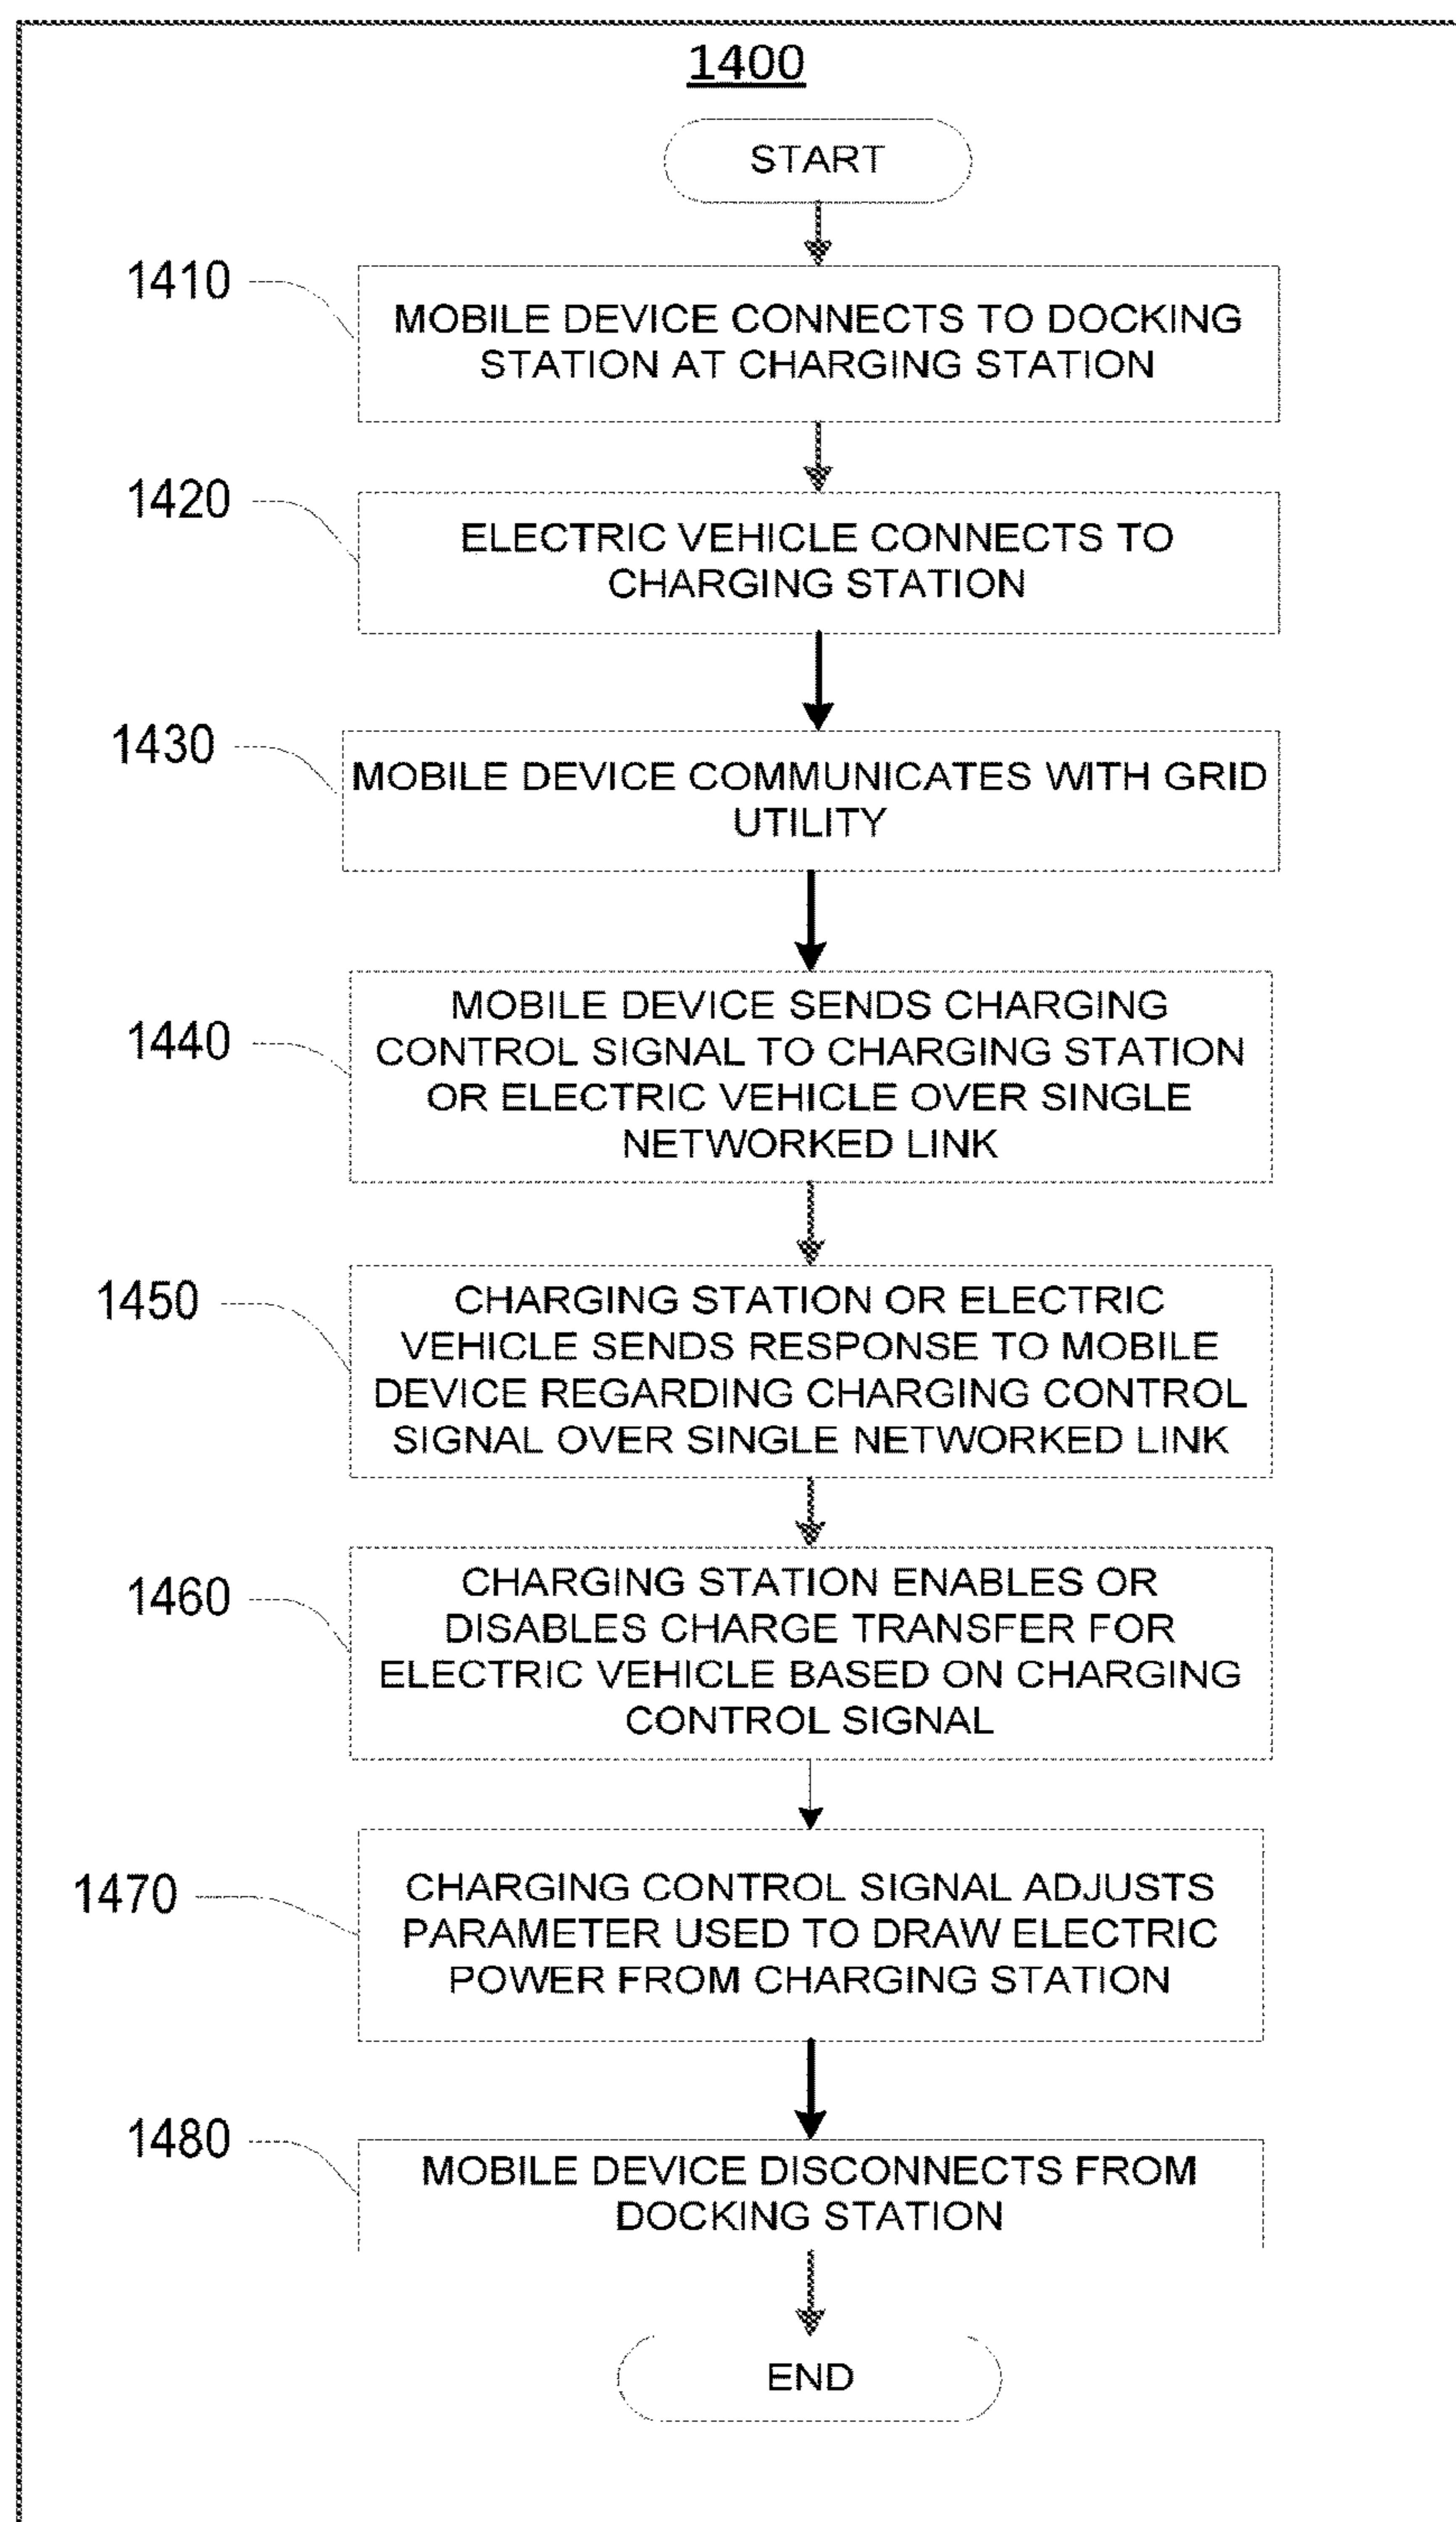 1400
START
1410
MOBILE DEVICE CONNECTS TO DOCKING
STATION AT CHARGING STATION
1420
ELECTRIC VEHICLE CONNECTS TO
CHARGING STATION
1430
MOBILE DEVICE COMMUNICATES WITH GRID
UTILITY
1440
MOBILE DEVICE SENDS CHARGING
CONTROL SIGNAL TO CHARGING STATION
OR ELECTRIC VEHICLE OVER SINGLE
NETWORKED LINK
1450
CHARGING STATION OR ELECTRIC
VEHICLE SENDS RESPONSE TO MOBILE
DEVICE REGARDING CHARGING CONTROL
SIGNAL OVER SINGLE NETWORKED LINK
1460
CHARGING STATION ENABLES OR
DISABLES CHARGE TRANSFER FOR
ELECTRIC VEHICLE BASED ON CHARGING
CONTROL SIGNAL
1470
CHARGING CONTROL SIGNAL ADJUSTS
PARAMETER USED TO DRAW ELECTRIC
POWER FROM CHARGING STATION
1480
MOBILE DEVICE DISCONNECTS FROM
DOCKING STATION
END